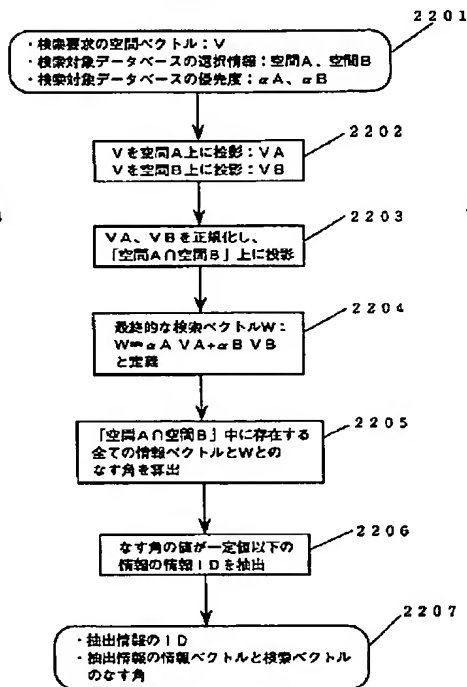 2201
・検索要求の空間ベクトル：V
・検索対象データベースの選択情報：空間A、空間B
・検索対象データベースの優先度：αA、αB
2202
Vを空間A上に投影：VA
Vを空間B上に投影：VB
2203
VA、VBを正規化し、
「空間A∩空間B」上に投影
2204
最終的な検索ベクトルW：
W=αA VA+αB VB
と定義
2205
「空間A∩空間B」中に存在する
全ての情報ベクトルとWとの
なす角を算出
2206
なす角の値が一定値以下の
情報の情報IDを抽出
2207
・抽出情報のID
・抽出情報の情報ベクトルと検索ベクトル
のなす角